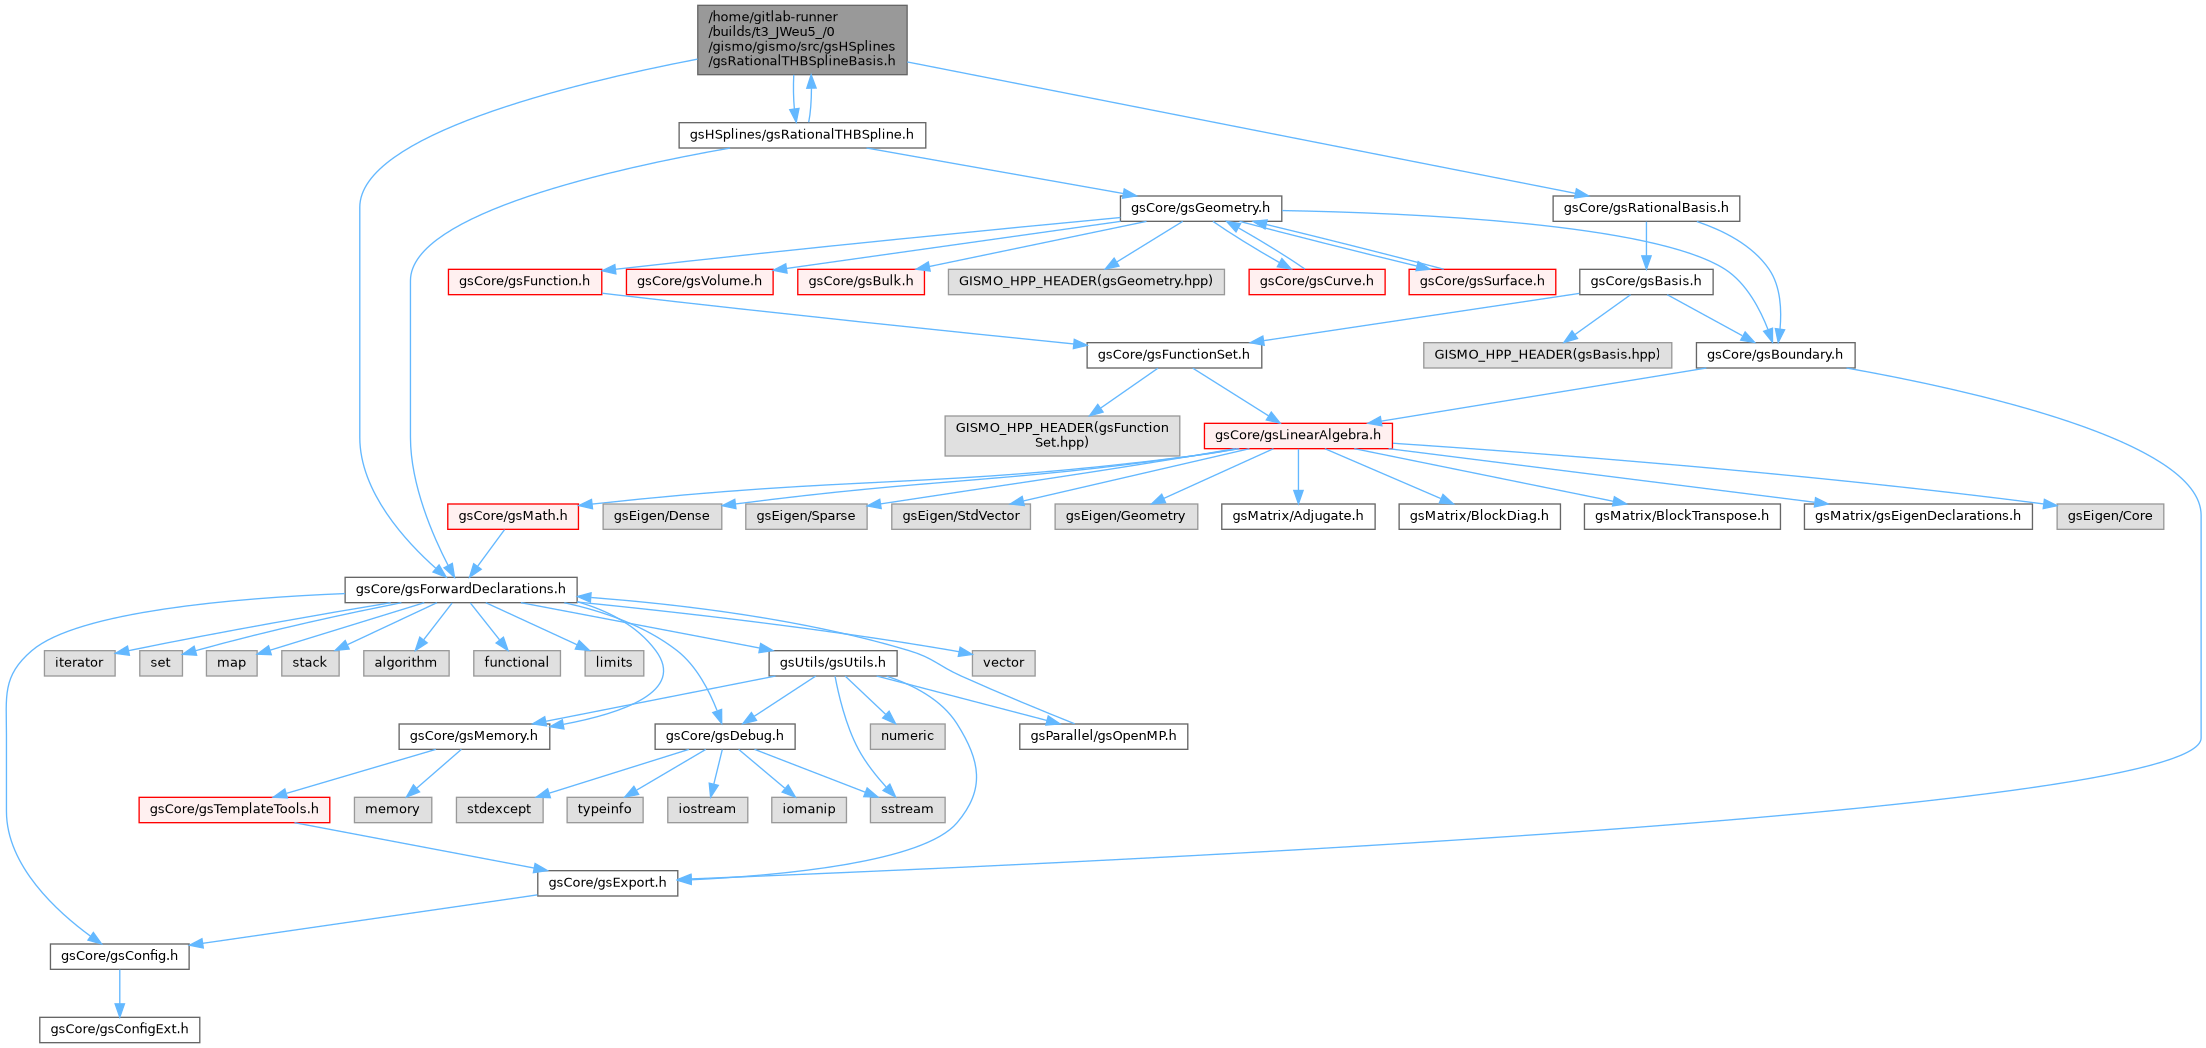 /home/gitlab-runner
/builds/t3_JWeu5_/0
/gismo/gismo/src/gsHSplines
/gsRationalTHBSplineBasis.h
gsHSplines/gsRationalTHBSpline.h
gsCore/gsGeometry.h
gsCore/gsRationalBasis.h
gsCore/gsFunction.h
gsCore/gsVolume.h
gsCore/gsBulk.h
GISMO_HPP_HEADER(gsGeometry.hpp)
gsCore/gsCurve.h
gsCore/gsSurface.h
gsCore/gsBasis.h
gsCore/gsFunctionSet.h
GISMO_HPP_HEADER(gsBasis.hpp)
gsCore/gsBoundary.h
GISMO_HPP_HEADER(gsFunction
Set.hpp)
gsCore/gsLinearAlgebra.h
gsCore/gsMath.h
gsEigen/Dense
gsEigen/Sparse
gsEigen/StdVector
gsEigen/Geometry
gsMatrix/Adjugate.h
gsMatrix/BlockDiag.h
gsMatrix/BlockTranspose.h
gsMatrix/gsEigenDeclarations.h
gsEigen/Core
gsCore/gsForwardDeclarations.h
iterator
set
map
stack
algorithm
functional
limits
gsUtils/gsUtils.h
vector
gsCore/gsMemory.h
gsCore/gsDebug.h
numeric
gsParallel/gsOpenMP.h
gsCore/gsTemplateTools.h
memory
stdexcept
typeinfo
iostream
iomanip
sstream
gsCore/gsExport.h
gsCore/gsConfig.h
gsCore/gsConfigExt.h